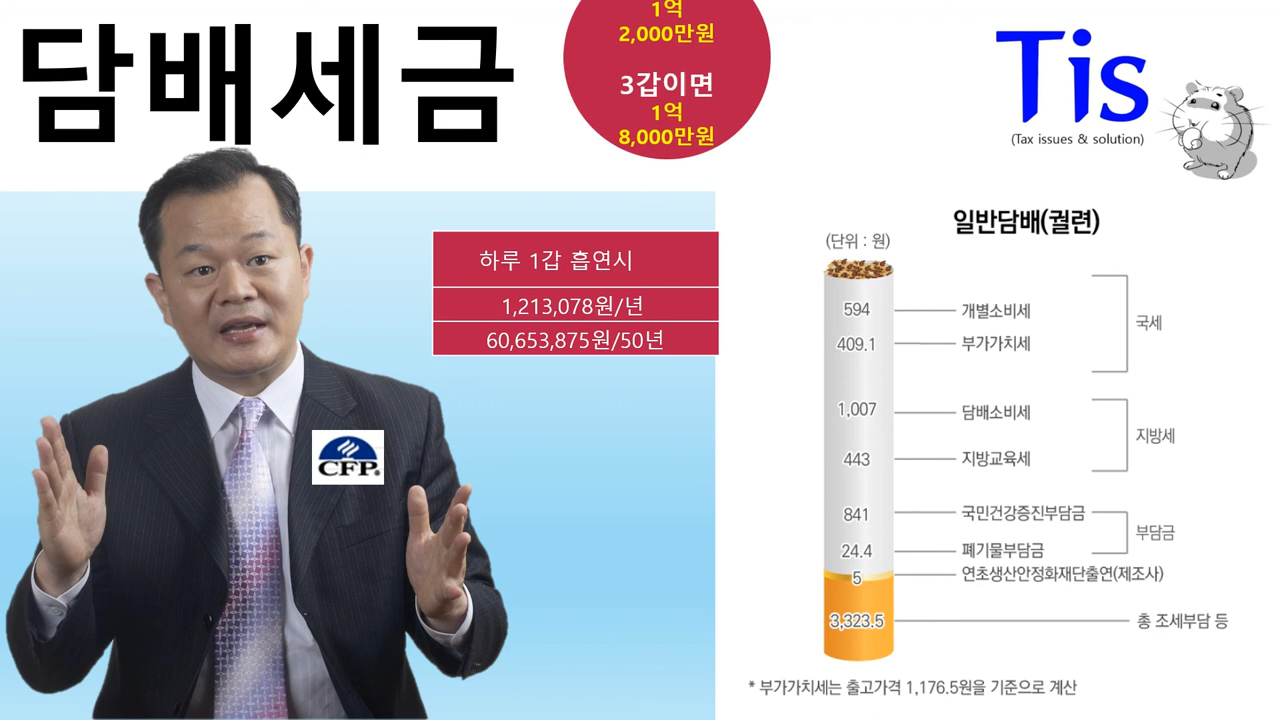 담배세금
1억
2,000만원
3갑이면
1억
8,000만원
Tis
(Tax issues & solution)
하루 1갑 흡연시
1,213,078원/년
60,653,875원/50년
CFP®
일반담배(궐련)
(단위 : 원)
594 개별소비세
국세
409.1 부가가치세
1,007 담배소비세
지방세
443 지방교육세
841 국민건강증진부담금
부담금
24.4 폐기물부담금
5 연초생산안정화재단출연(제조사)
3,323.5 총 조세부담 등
* 부가가치세는 출고가격 1,176.5원을 기준으로 계산